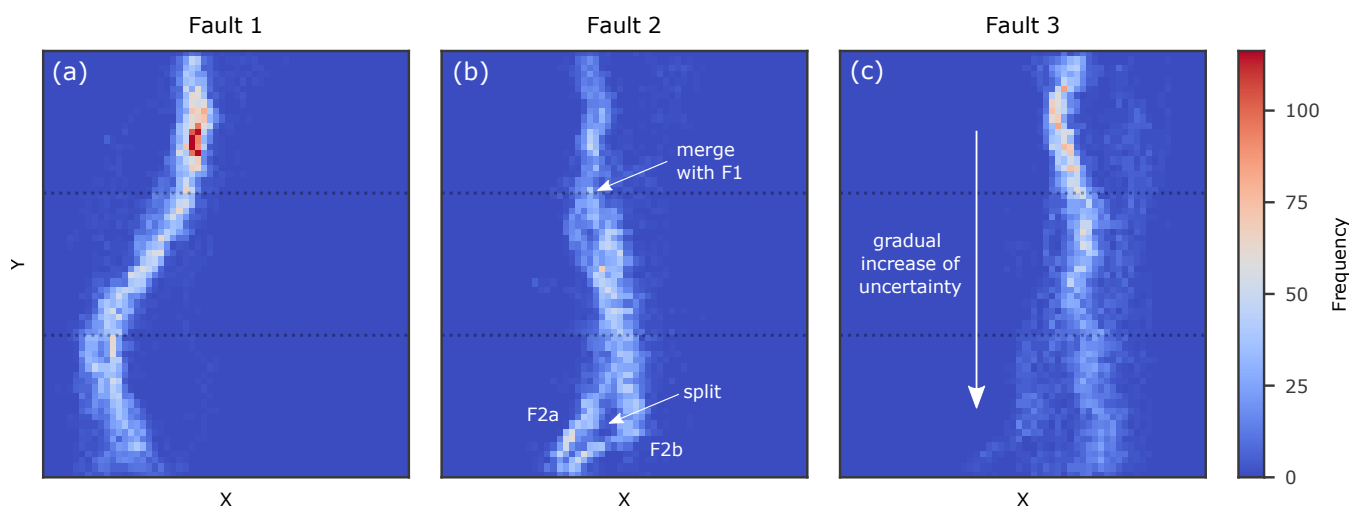 Fault 1
Fault 2
Fault 3
(a)
(b)
(c)
merge
with F1
gradual
increase of
uncertainty
split
F2a
F2b
Y
X
X
X
100
75
50
25
0
Frequency